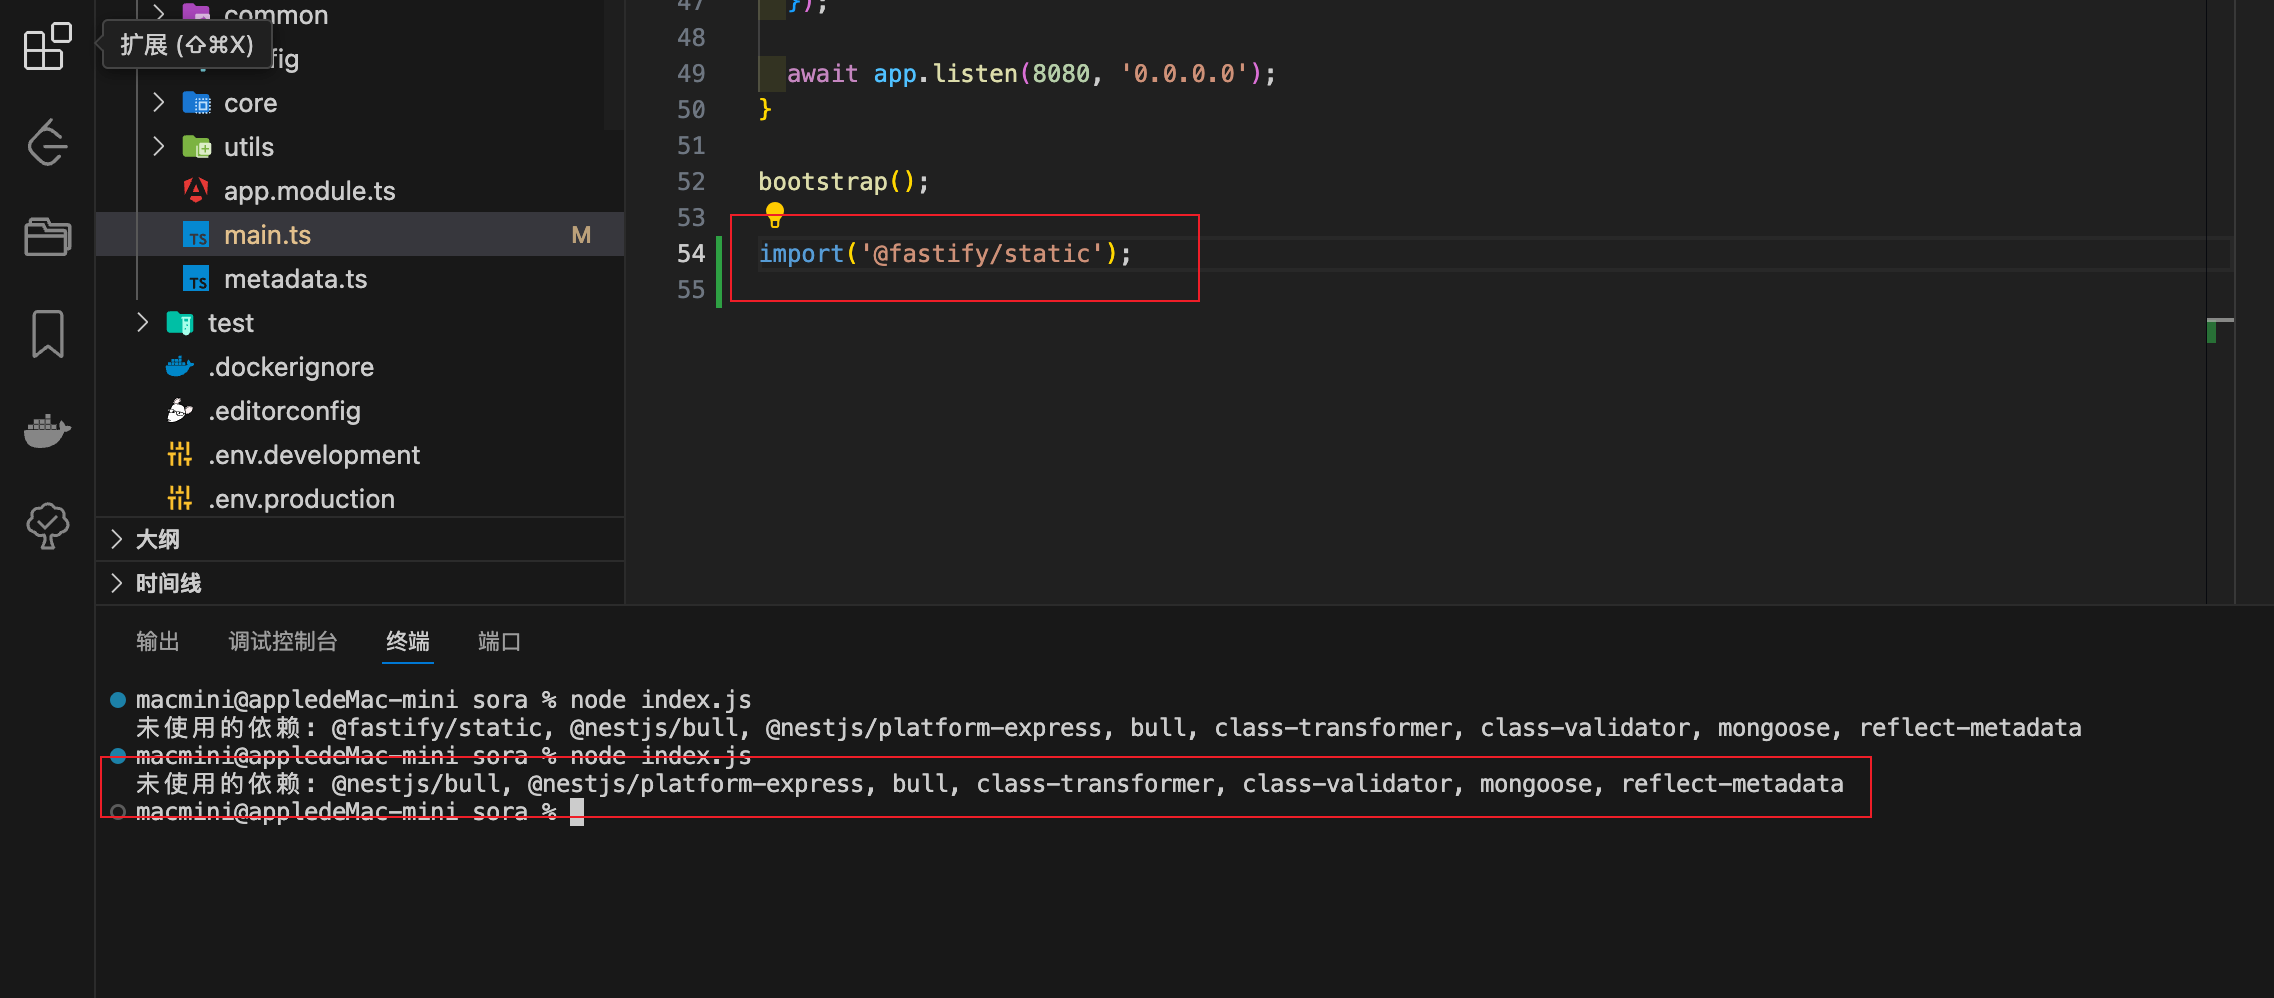 common
扩展 (⇧⌘X)
fig
core
utils
app.module.ts
main.ts M
metadata.ts
test
.dockerignore
.editorconfig
.env.development
.env.production
大纲
时间线
47 });
48
49 await app.listen(8080, '0.0.0.0');
50 }
51
52 bootstrap();
53
54 import('@fastify/static');
55
输出 调试控制台 终端 端口
macmini@appledeMac-mini sora % node index.js
未使用的依赖: @fastify/static, @nestjs/bull, @nestjs/platform-express, bull, class-transformer, class-validator, mongoose, reflect-metadata
macmini@appledeMac-mini sora % node index.js
未使用的依赖: @nestjs/bull, @nestjs/platform-express, bull, class-transformer, class-validator, mongoose, reflect-metadata
macmini@appledeMac-mini sora %